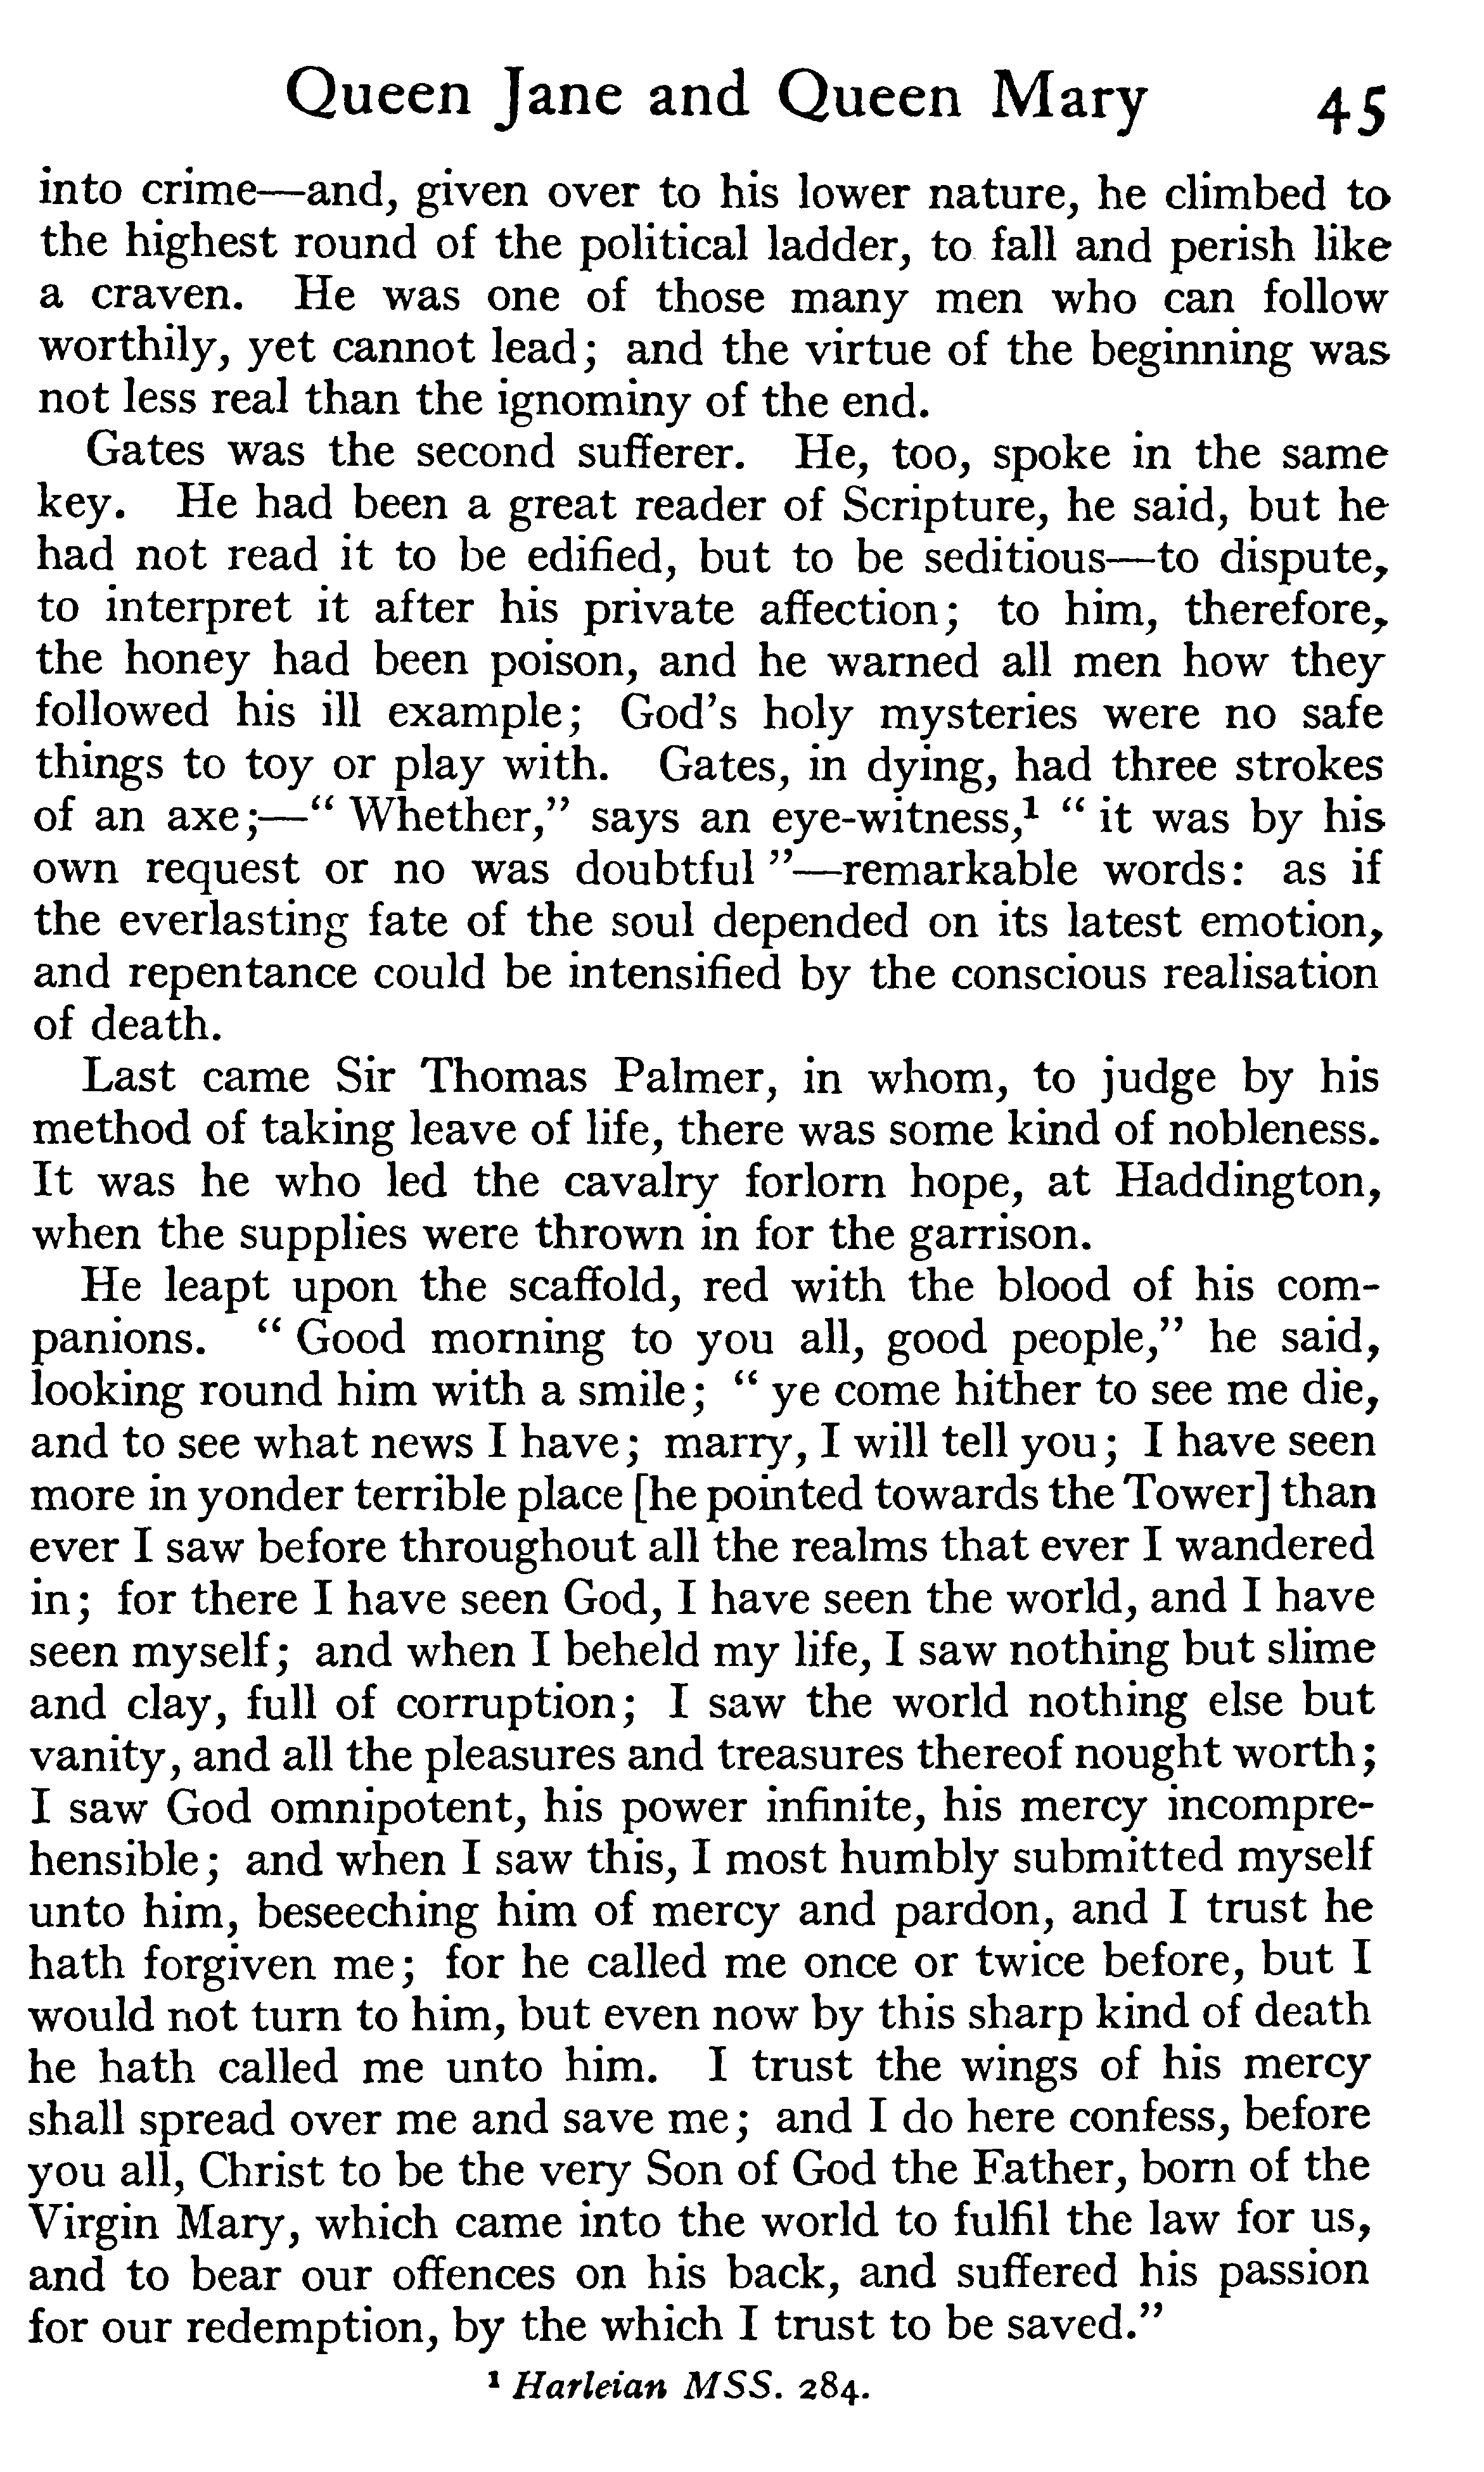 Queen Jane and Queen Mary 45
into crime—and, given over to his lower nature, he climbed to
the highest round of the political ladder, to fall and perish like
a craven. He was one of those many men who can follow
worthily, yet cannot lead; and the virtue of the beginning was
not less real than the ignominy of the end.
Gates was the second sufferer. He, too, spoke in the same
key. He had been a great reader of Scripture, he said, but he
had not read it to be edified, but to be seditious—to dispute,
to interpret it after his private affection; to him, therefore,
the honey had been poison, and he warned all men how they
followed his ill example; God's holy mysteries were no safe
things to toy or play with. Gates, in dying, had three strokes
of an axe;—“ Whether,” says an eye-witness,¹ “ it was by his
own request or no was doubtful ”—remarkable words: as if
the everlasting fate of the soul depended on its latest emotion,
and repentance could be intensified by the conscious realisation
of death.
Last came Sir Thomas Palmer, in whom, to judge by his
method of taking leave of life, there was some kind of nobleness.
It was he who led the cavalry forlorn hope, at Haddington,
when the supplies were thrown in for the garrison.
He leapt upon the scaffold, red with the blood of his com-
panions. “ Good morning to you all, good people,” he said,
looking round him with a smile; “ ye come hither to see me die,
and to see what news I have; marry, I will tell you; I have seen
more in yonder terrible place [he pointed towards the Tower] than
ever I saw before throughout all the realms that ever I wandered
in; for there I have seen God, I have seen the world, and I have
seen myself; and when I beheld my life, I saw nothing but slime
and clay, full of corruption; I saw the world nothing else but
vanity, and all the pleasures and treasures thereof nought worth;
I saw God omnipotent, his power infinite, his mercy incompre-
hensible; and when I saw this, I most humbly submitted myself
unto him, beseeching him of mercy and pardon, and I trust he
hath forgiven me; for he called me once or twice before, but I
would not turn to him, but even now by this sharp kind of death
he hath called me unto him. I trust the wings of his mercy
shall spread over me and save me; and I do here confess, before
you all, Christ to be the very Son of God the Father, born of the
Virgin Mary, which came into the world to fulfil the law for us,
and to bear our offences on his back, and suffered his passion
for our redemption, by the which I trust to be saved.”
¹ Harleian MSS. 284.